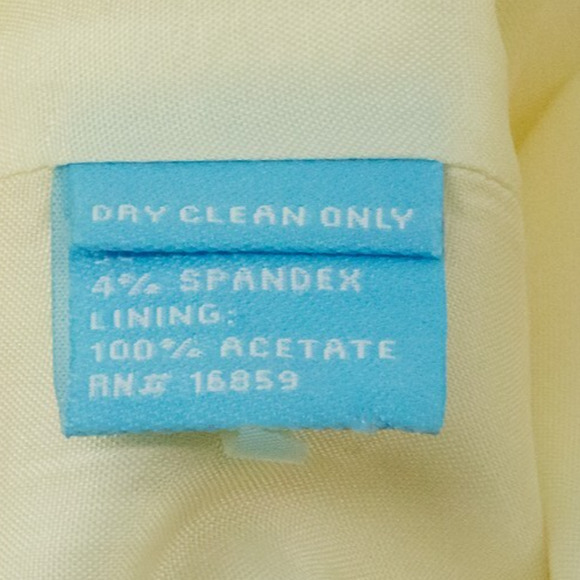 DRY CLEAN ONLY
4% SPANDEX
LINING:
100% ACETATE
RN# 16859